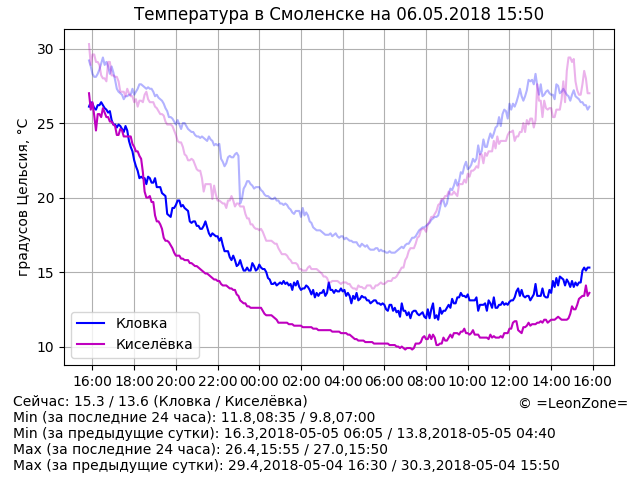 Температура в Смоленске на 06.05.2018 15:50
30
25
20
15
10
градусов Цельсия, °C
Кловка
Киселёвка
16:00 18:00 20:00 22:00 00:00 02:00 04:00 06:00 08:00 10:00 12:00 14:00 16:00
Сейчас: 15.3 / 13.6 (Кловка / Киселёвка)
© =LeonZone=
Min (за последние 24 часа): 11.8,08:35 / 9.8,07:00
Min (за предыдущие сутки): 16.3,2018-05-05 06:05 / 13.8,2018-05-05 04:40
Max (за последние 24 часа): 26.4,15:55 / 27.0,15:50
Max (за предыдущие сутки): 29.4,2018-05-04 16:30 / 30.3,2018-05-04 15:50